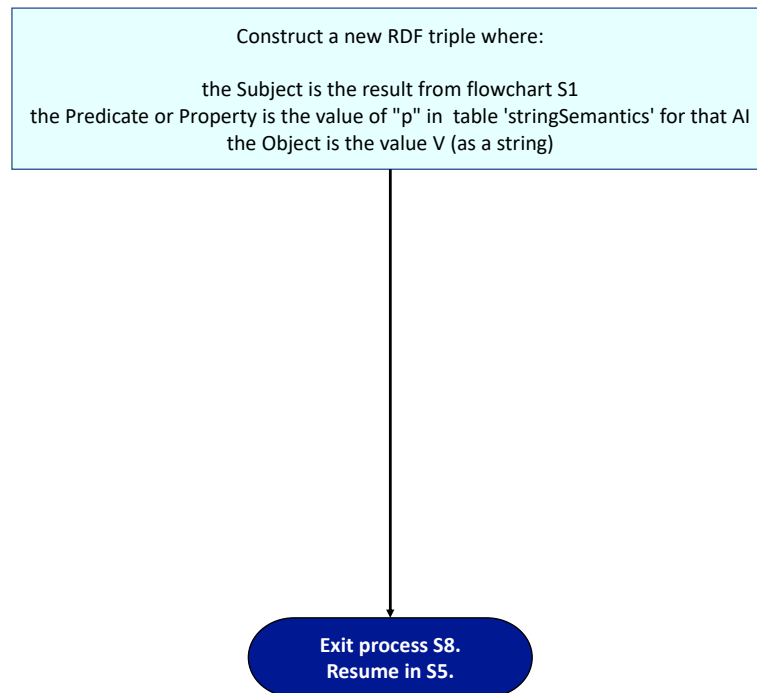 Construct a new RDF triple where:
the Subject is the result from flowchart S1
the Predicate or Property is the value of "p" in  table 'stringSemantics' for that AI
the Object is the value V (as a string)
Exit process S8.
Resume in S5.